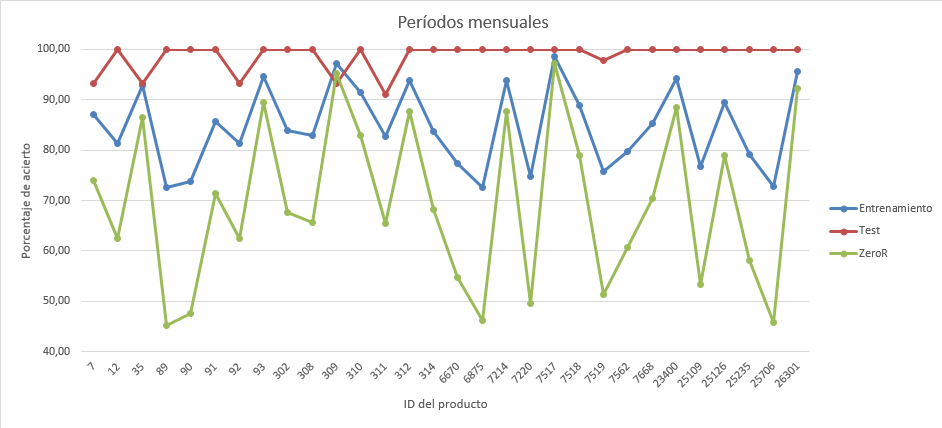 Períodos mensuales
Porcentaje de acierto
100,00
90,00
80,00
70,00
60,00
50,00
40,00
7 12 35 89 90 91 92 93 302 308 309 310 311 312 314 6670 6875 7214 7220 7517 7518 7519 7562 7668 23400 25109 25126 25235 25706 26301
ID del producto
Entrenamiento
Test
ZeroR